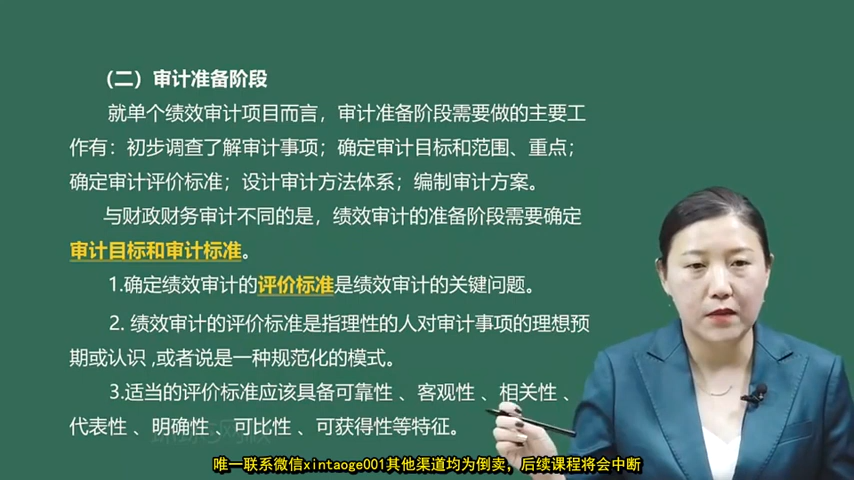 （二）审计准备阶段
就单个绩效审计项目而言，审计准备阶段需要做的主要工
作有：初步调查了解审计事项；确定审计目标和范围、重点；
确定审计评价标准；设计审计方法体系；编制审计方案。
与财政财务审计不同的是，绩效审计的准备阶段需要确定
审计目标和审计标准。
1.确定绩效审计的评价标准是绩效审计的关键问题。
2. 绩效审计的评价标准是指理性的人对审计事项的理想预
期或认识 ,或者说是一种规范化的模式。
3.适当的评价标准应该具备可靠性 、客观性 、相关性 、
代表性 、明确性 、可比性 、可获得性等特征。
唯一联系微信xintaoge001其他渠道均为倒卖，后续课程将会中断